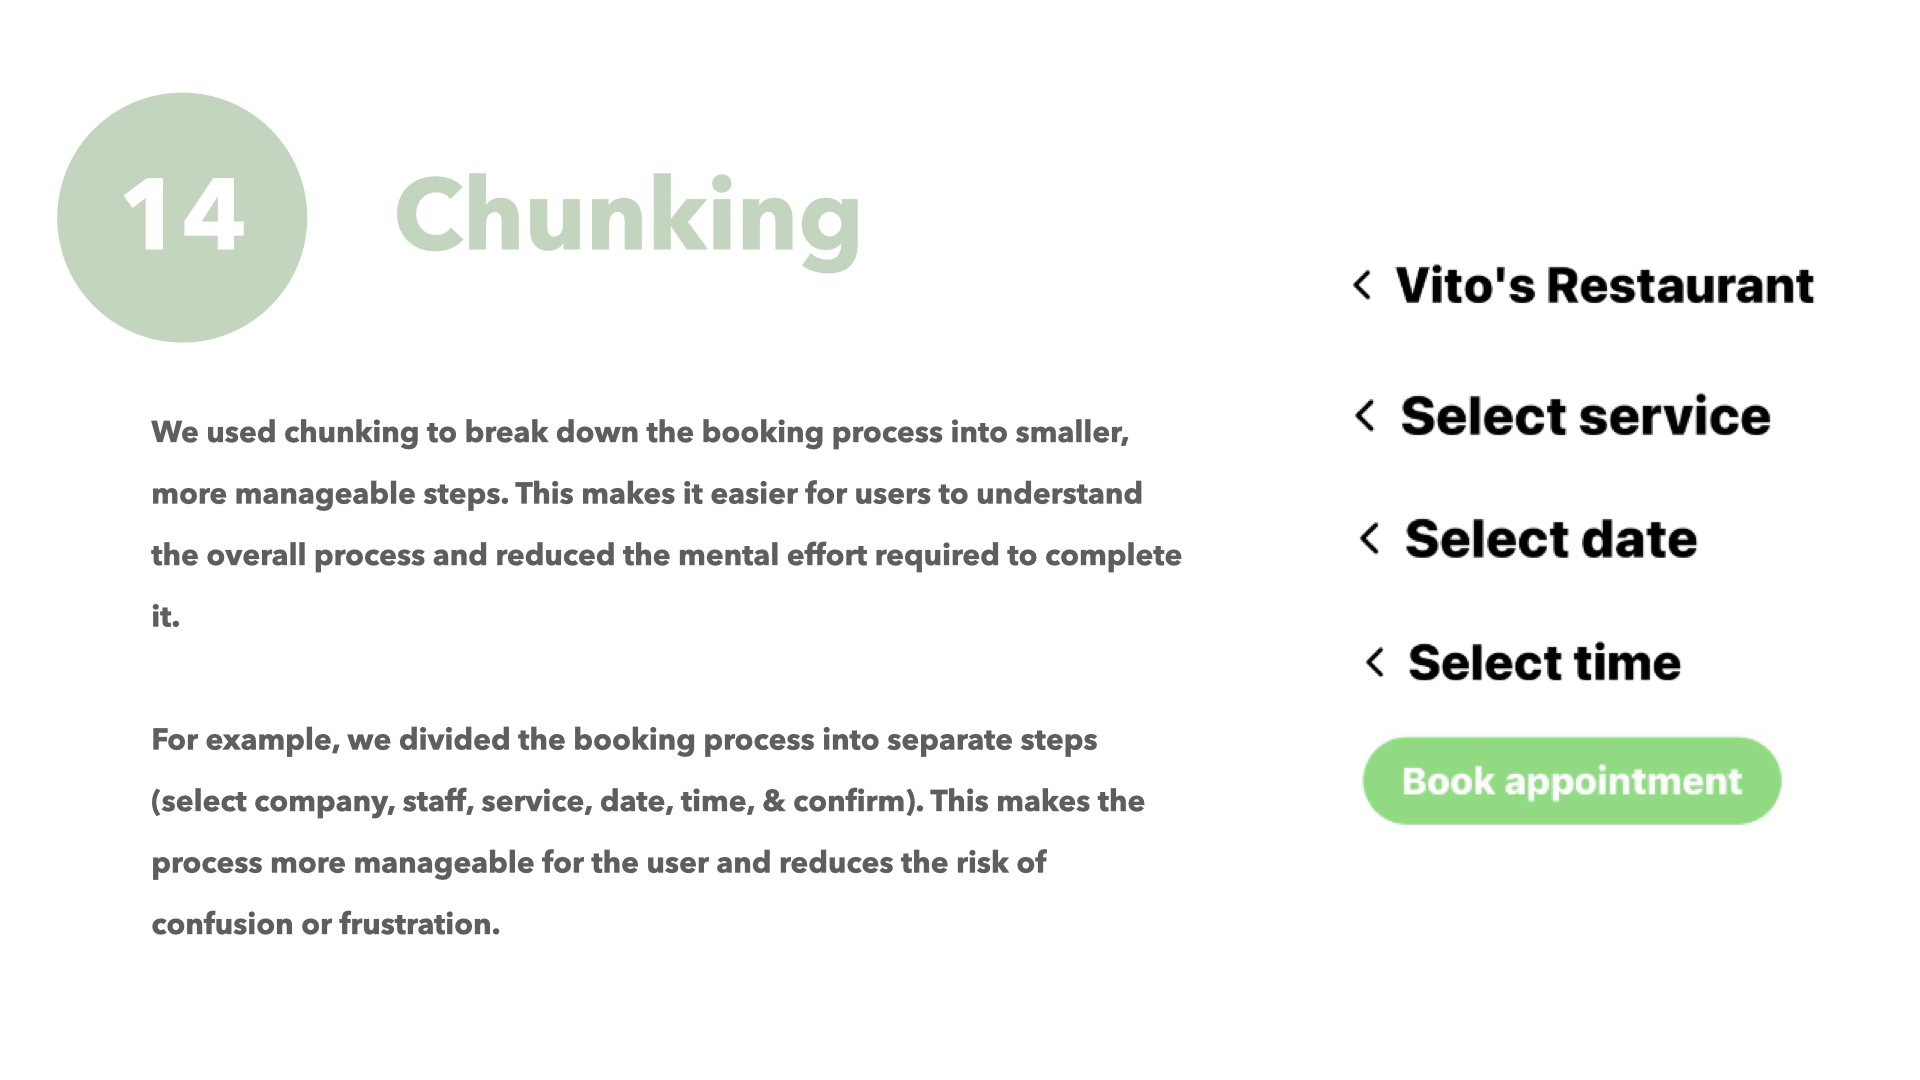 14
Chunking
We used chunking to break down the booking process into smaller,
more manageable steps. This makes it easier for users to understand
the overall process and reduced the mental effort required to complete
it.
For example, we divided the booking process into separate steps
(select company, staff, service, date, time, & confirm). This makes the
process more manageable for the user and reduces the risk of
confusion or frustration.
< Vito's Restaurant
< Select service
< Select date
< Select time
Book appointment